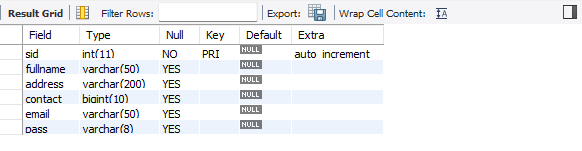 Result Grid Filter Rows: Export: Wrap Cell Content:
Field Type Null Key Default Extra
sid int(11) NO PRI NULL auto_increment
fullname varchar(50) YES NULL
address varchar(200) YES NULL
contact bigint(10) YES NULL
email varchar(50) YES NULL
pass varchar(8) YES NULL